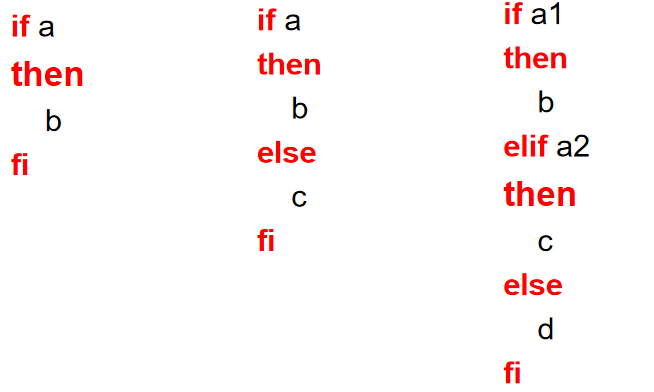 if a
then
b
fi
if a
then
b
else
c
fi
if a1
then
b
elif a2
then
c
else
d
fi